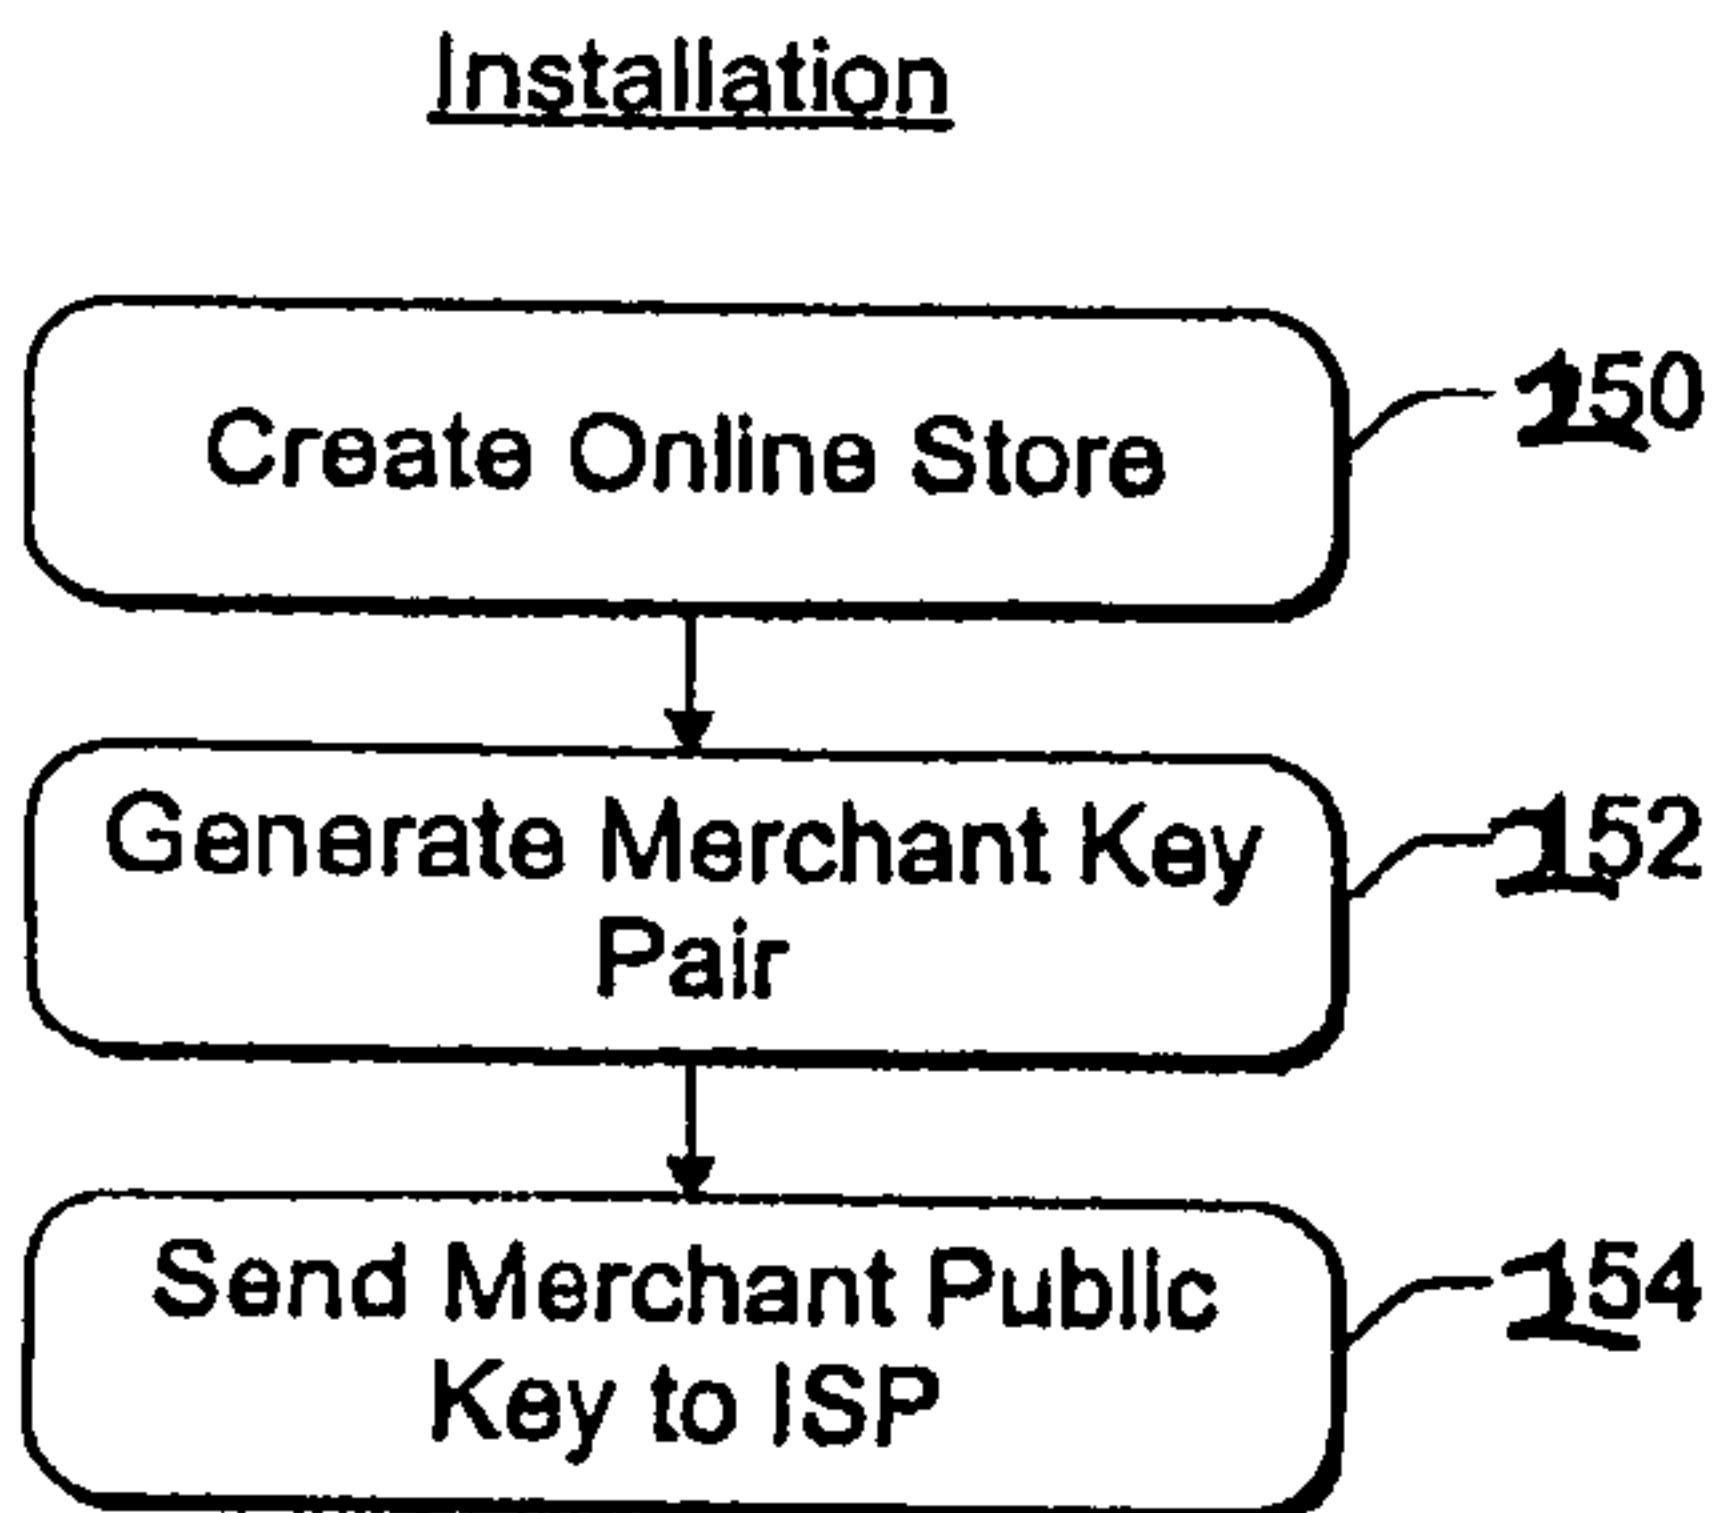 Installation
Create Online Store
150
Generate Merchant Key
Pair
152
Send Merchant Public
Key to ISP
154